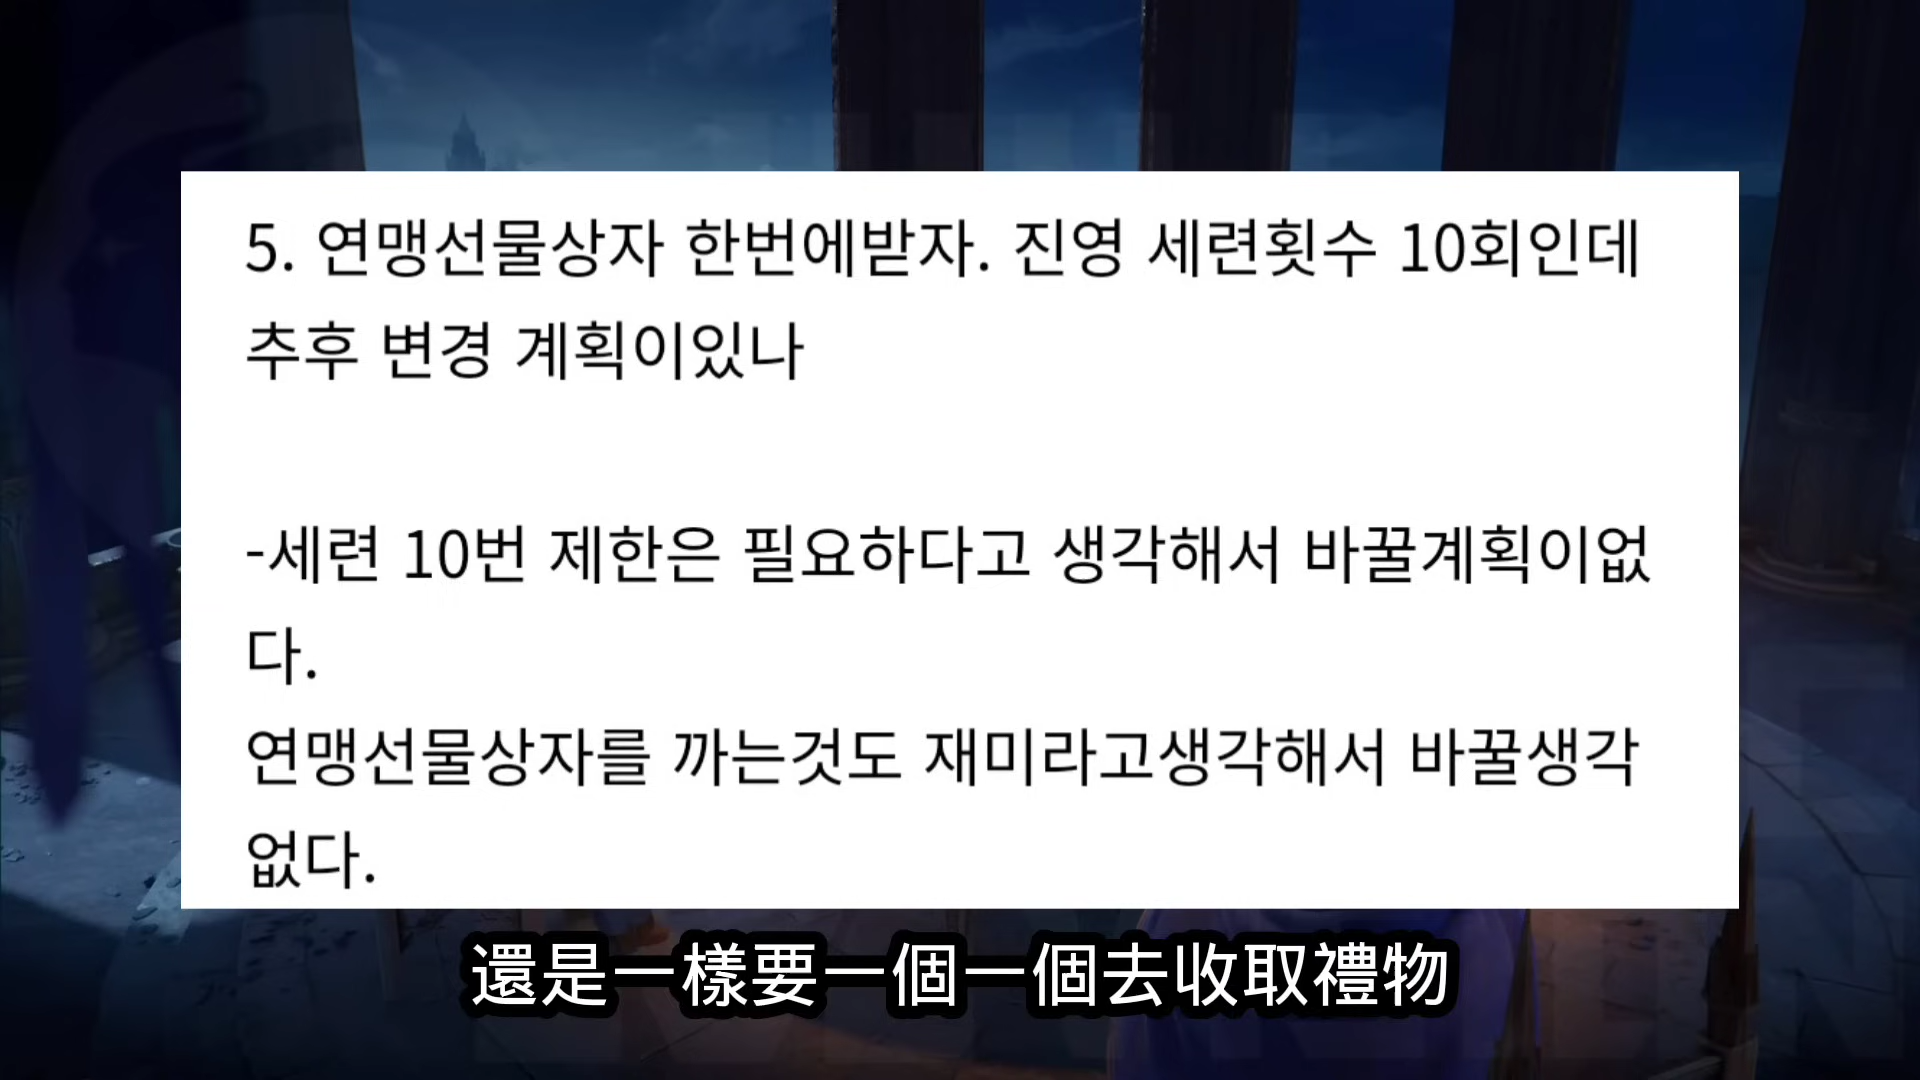 5. 연맹선물상자 한번에받자. 진영 세련횟수 10회인데
추후 변경 계획이있나
-세련 10번 제한은 필요하다고 생각해서 바꿀계획이없
다.
연맹선물상자를 까는것도 재미라고생각해서 바꿀생각
없다.
還是一樣要一個一個去收取禮物